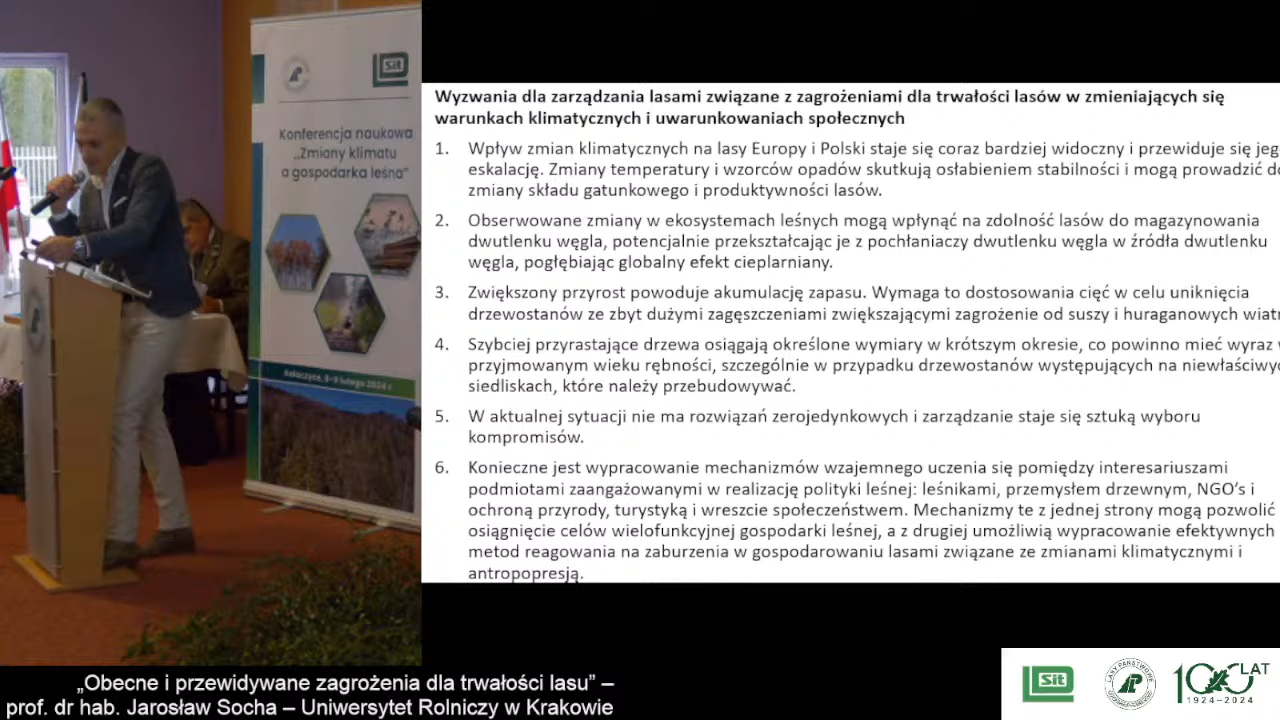 Konferencja naukowa
„Zmiany klimatu
a gospodarka leśna"
Kołaczyce, 8-9 lutego 2024 r.
Wyzwania dla zarządzania lasami związane z zagrożeniami dla trwałości lasów w zmieniających się
warunkach klimatycznych i uwarunkowaniach społecznych
1. Wpływ zmian klimatycznych na lasy Europy i Polski staje się coraz bardziej widoczny i przewiduje się jeg
eskalację. Zmiany temperatury i wzorców opadów skutkują osłabieniem stabilności i mogą prowadzić do
zmiany składu gatunkowego i produktywności lasów.
2. Obserwowane zmiany w ekosystemach leśnych mogą wpłynąć na zdolność lasów do magazynowania
dwutlenku węgla, potencjalnie przekształcając je z pochłaniaczy dwutlenku węgla w źródła dwutlenku
węgla, pogłębiając globalny efekt cieplarniany.
3. Zwiększony przyrost powoduje akumulację zapasu. Wymaga to dostosowania cięć w celu uniknięcia
drzewostanów ze zbyt dużymi zagęszczeniami zwiększającymi zagrożenie od suszy i huraganowych wiatr
4. Szybciej przyrastające drzewa osiągają określone wymiary w krótszym okresie, co powinno mieć wyraz w
przyjmowanym wieku rębności, szczególnie w przypadku drzewostanów występujących na niewłaściwyc
siedliskach, które należy przebudowywać.
5. W aktualnej sytuacji nie ma rozwiązań zerojedynkowych i zarządzanie staje się sztuką wyboru
kompromisów.
6. Konieczne jest wypracowanie mechanizmów wzajemnego uczenia się pomiędzy interesariuszami
podmiotami zaangażowanymi w realizację polityki leśnej: leśnikami, przemysłem drzewnym, NGO's i
ochroną przyrody, turystyką i wreszcie społeczeństwem. Mechanizmy te z jednej strony mogą pozwolić
osiągnięcie celów wielofunkcyjnej gospodarki leśnej, a z drugiej umożliwią wypracowanie efektywnych
metod reagowania na zaburzenia w gospodarowaniu lasami związane ze zmianami klimatycznymi i
antropopresją.
„Obecne i przewidywane zagrożenia dla trwałości lasu" –
prof. dr hab. Jarosław Socha – Uniwersytet Rolniczy w Krakowie
Sit
LASY PAŃSTWOWE
100 LAT
1924-2024